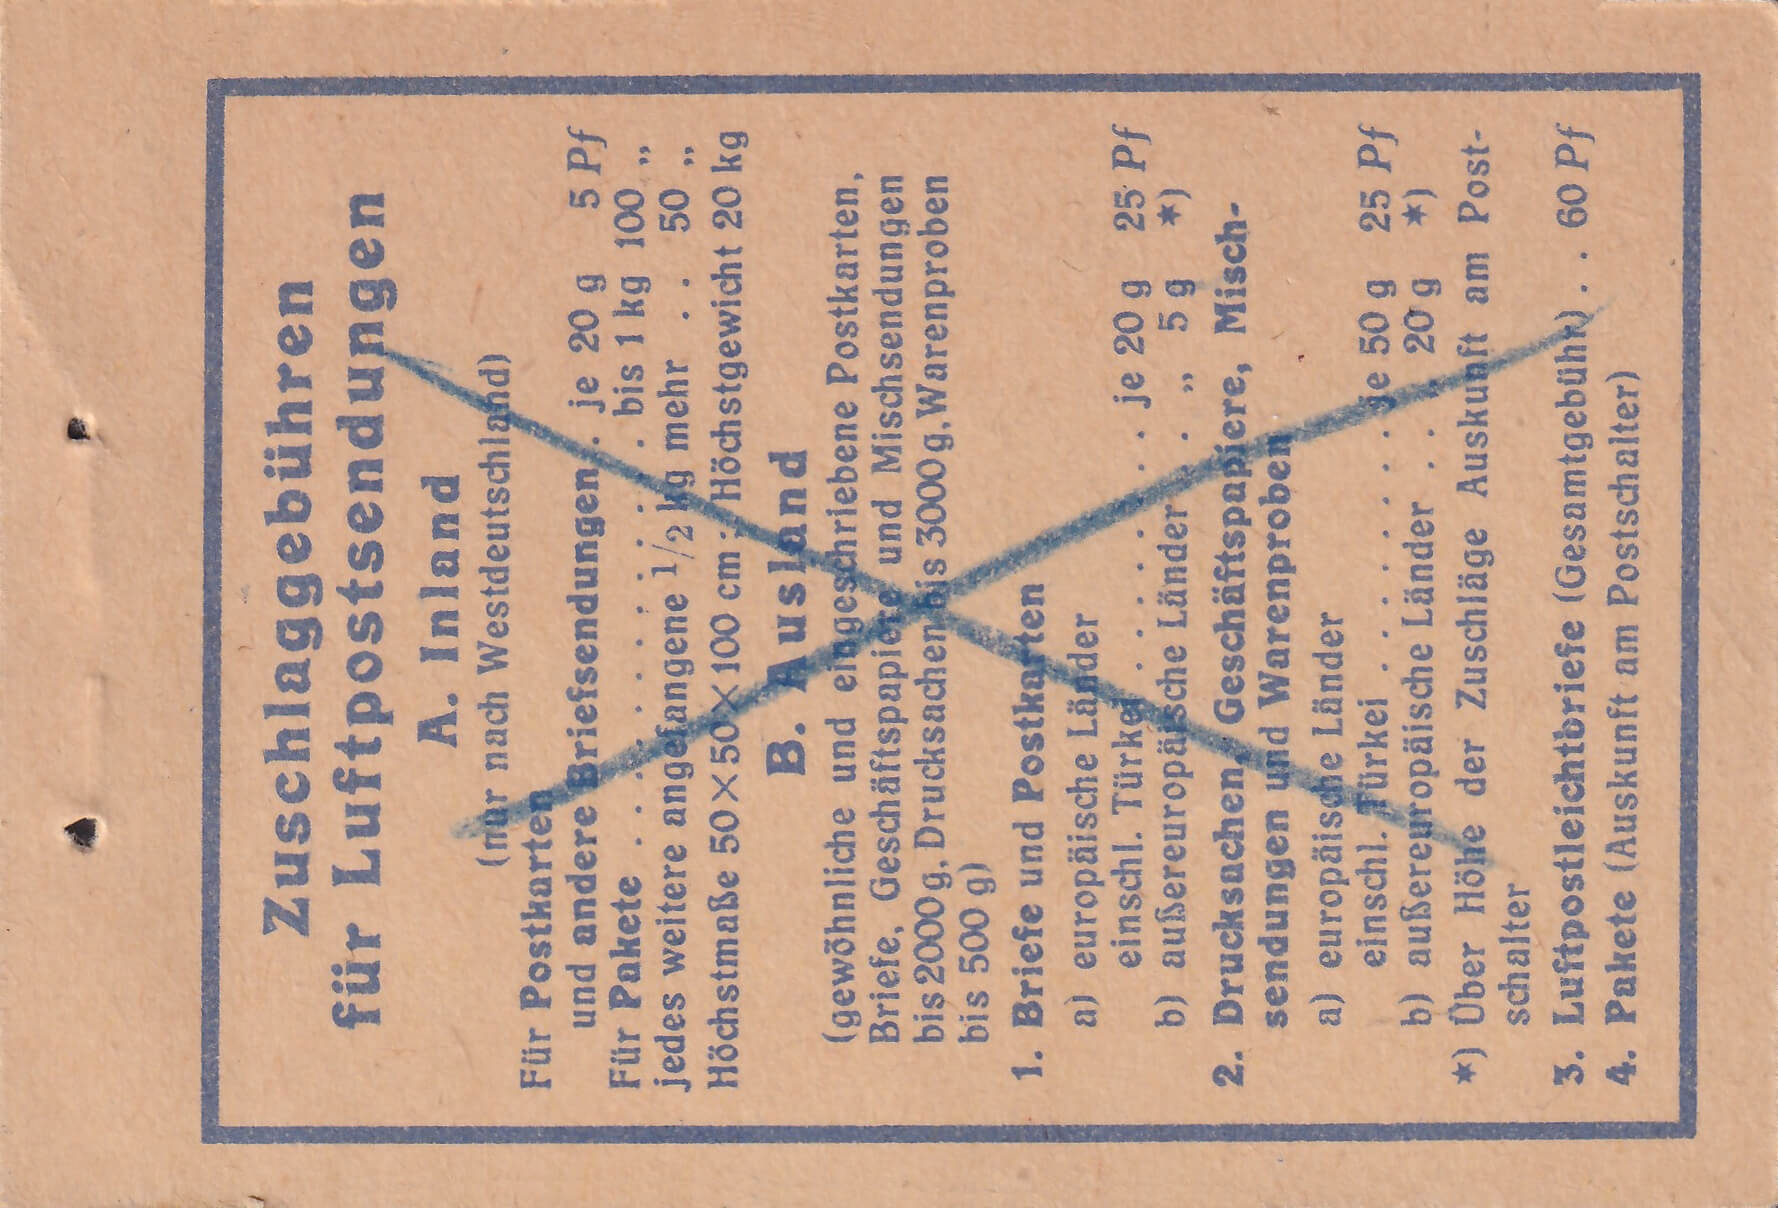 Zuschlaggebühren
für Luftpostsendungen
A. Inland
(nur nach Westdeutschland)
Für Postkarten
und andere Briefsendungen . je 20 g 5 Pf
Für Pakete . . . . . . . . . . bis 1 kg 100 „
jedes weitere angefangene 1/2 kg mehr . . 50 „
Höchstmaße 50×50×100 cm; Höchstgewicht 20 kg
B. Ausland
(gewöhnliche und eingeschriebene Postkarten,
Briefe, Geschäftspapiere und Mischsendungen
bis 2000 g, Drucksachen bis 3000 g, Warenproben
bis 500 g)
1. Briefe und Postkarten
a) europäische Länder
einschl. Türkei . . . . . . . je 20 g 25 Pf
b) außereuropäische Länder . . „ 5 g *)
2. Drucksachen, Geschäftspapiere, Misch-
sendungen und Warenproben
a) europäische Länder
einschl. Türkei . . . . . . . je 50 g 25 Pf
b) außereuropäische Länder . . „ 20 g *)
*) Über Höhe der Zuschläge Auskunft am Post-
schalter
3. Luftpostleichtbriefe (Gesamtgebühr) . . 60 Pf
4. Pakete (Auskunft am Postschalter)